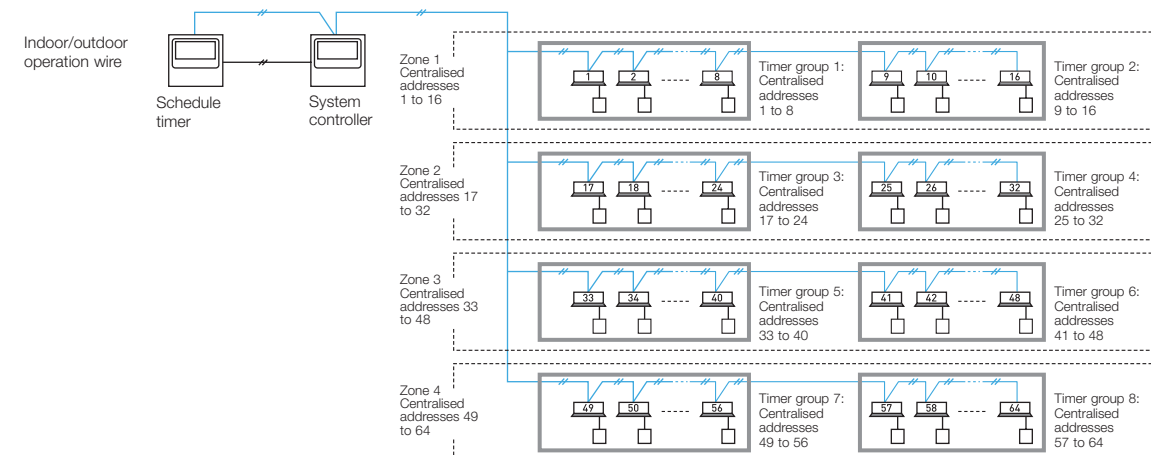 Indoor/outdoor
operation wire
Schedule
timer
System
controller
Zone 1
Centralised
addresses
1 to 16
1 2 8
Timer group 1:
Centralised
addresses
1 to 8
9 10 16
Timer group 2:
Centralised
addresses
9 to 16
Zone 2
Centralised
addresses 17
to 32
17 18 24
Timer group 3:
Centralised
addresses
17 to 24
25 26 32
Timer group 4:
Centralised
addresses
25 to 32
Zone 3
Centralised
addresses 33
to 48
33 34 40
Timer group 5:
Centralised
addresses
33 to 40
41 42 48
Timer group 6:
Centralised
addresses
41 to 48
Zone 4
Centralised
addresses 49
to 64
49 50 56
Timer group 7:
Centralised
addresses
49 to 56
57 58 64
Timer group 8:
Centralised
addresses
57 to 64